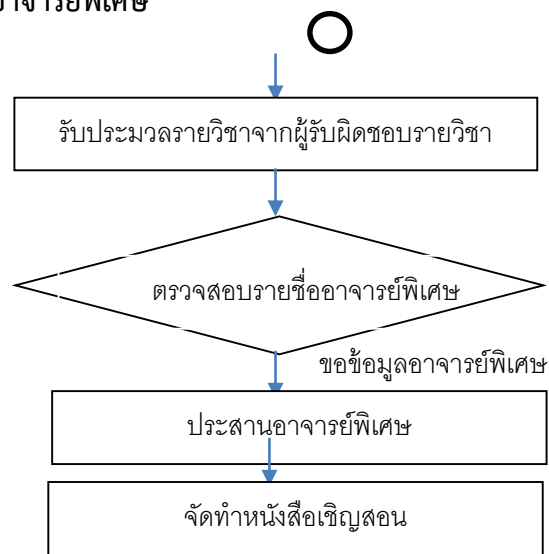 อาจารย์พิเศษ
รับประมวลรายวิชาจากผู้รับผิดชอบรายวิชา
ตรวจสอบรายชื่ออาจารย์พิเศษ
ขอข้อมูลอาจารย์พิเศษ
ประสานอาจารย์พิเศษ
จัดทำหนังสือเชิญสอน